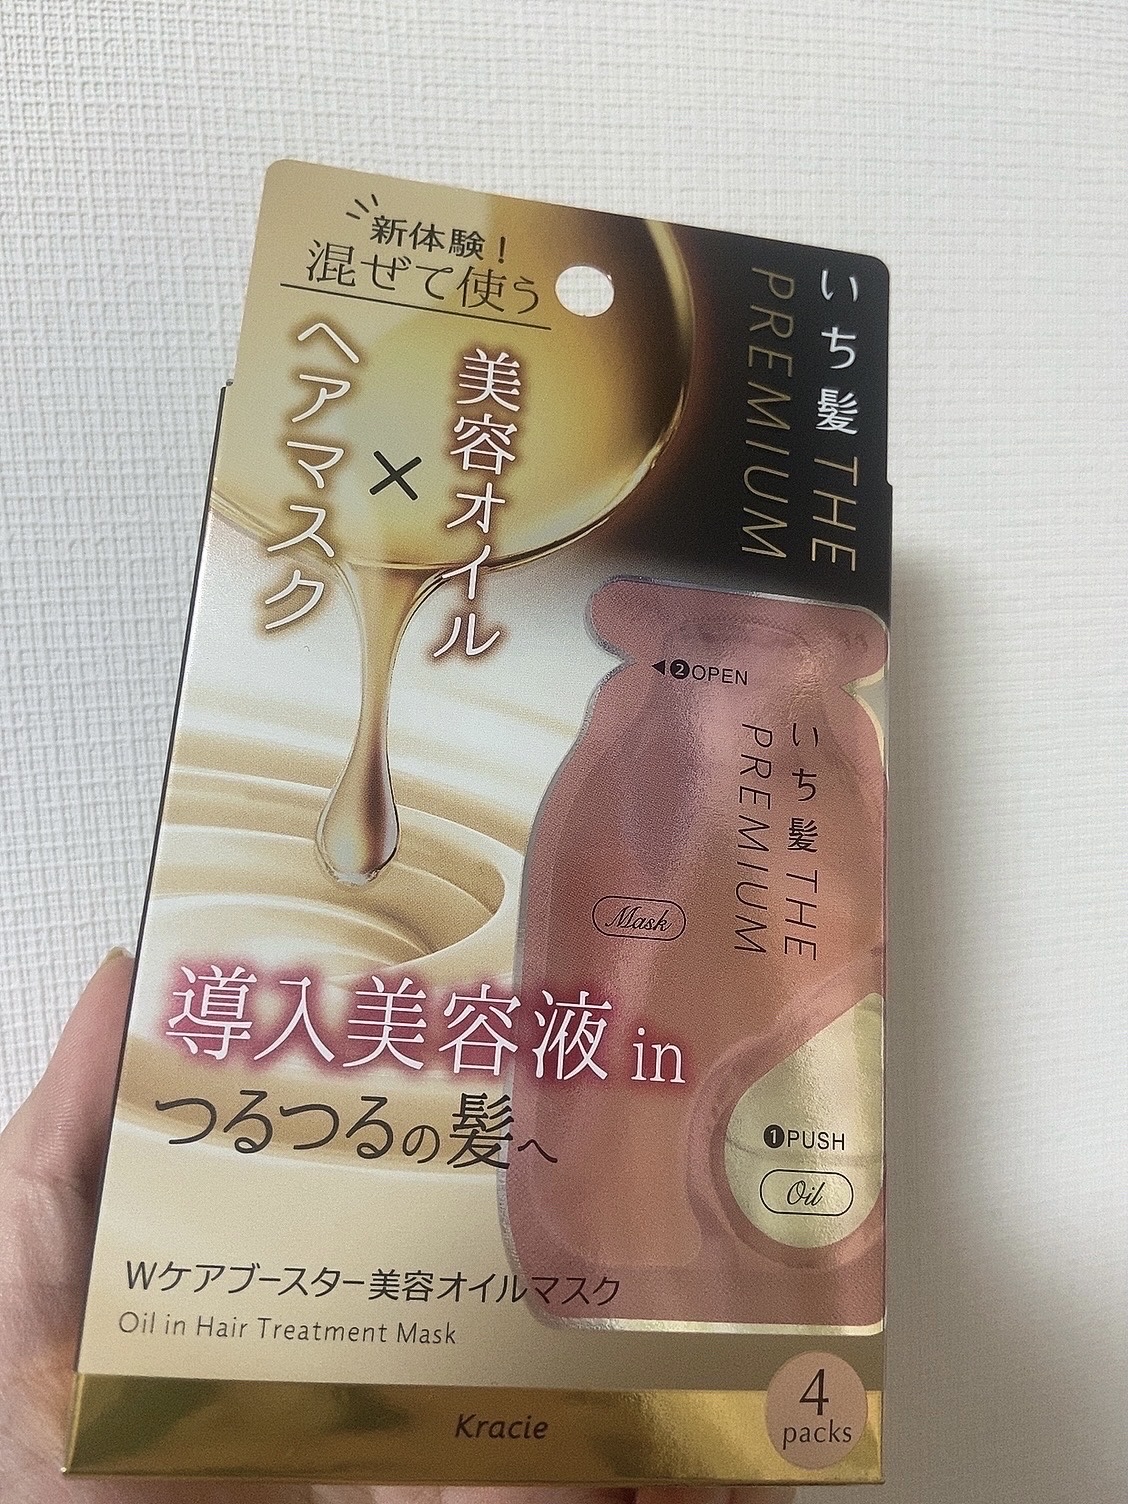 新体験!
混ぜて使う
美容オイル
×
ヘアマスク
いち髪 THE
PREMIUM
◀❷OPEN
いち髪 THE
PREMIUM
Mask
導入美容液 in
つるつるの髪へ
❶PUSH
Oil
Wケアブースター美容オイルマスク
Oil in Hair Treatment Mask
4
packs
Kracie